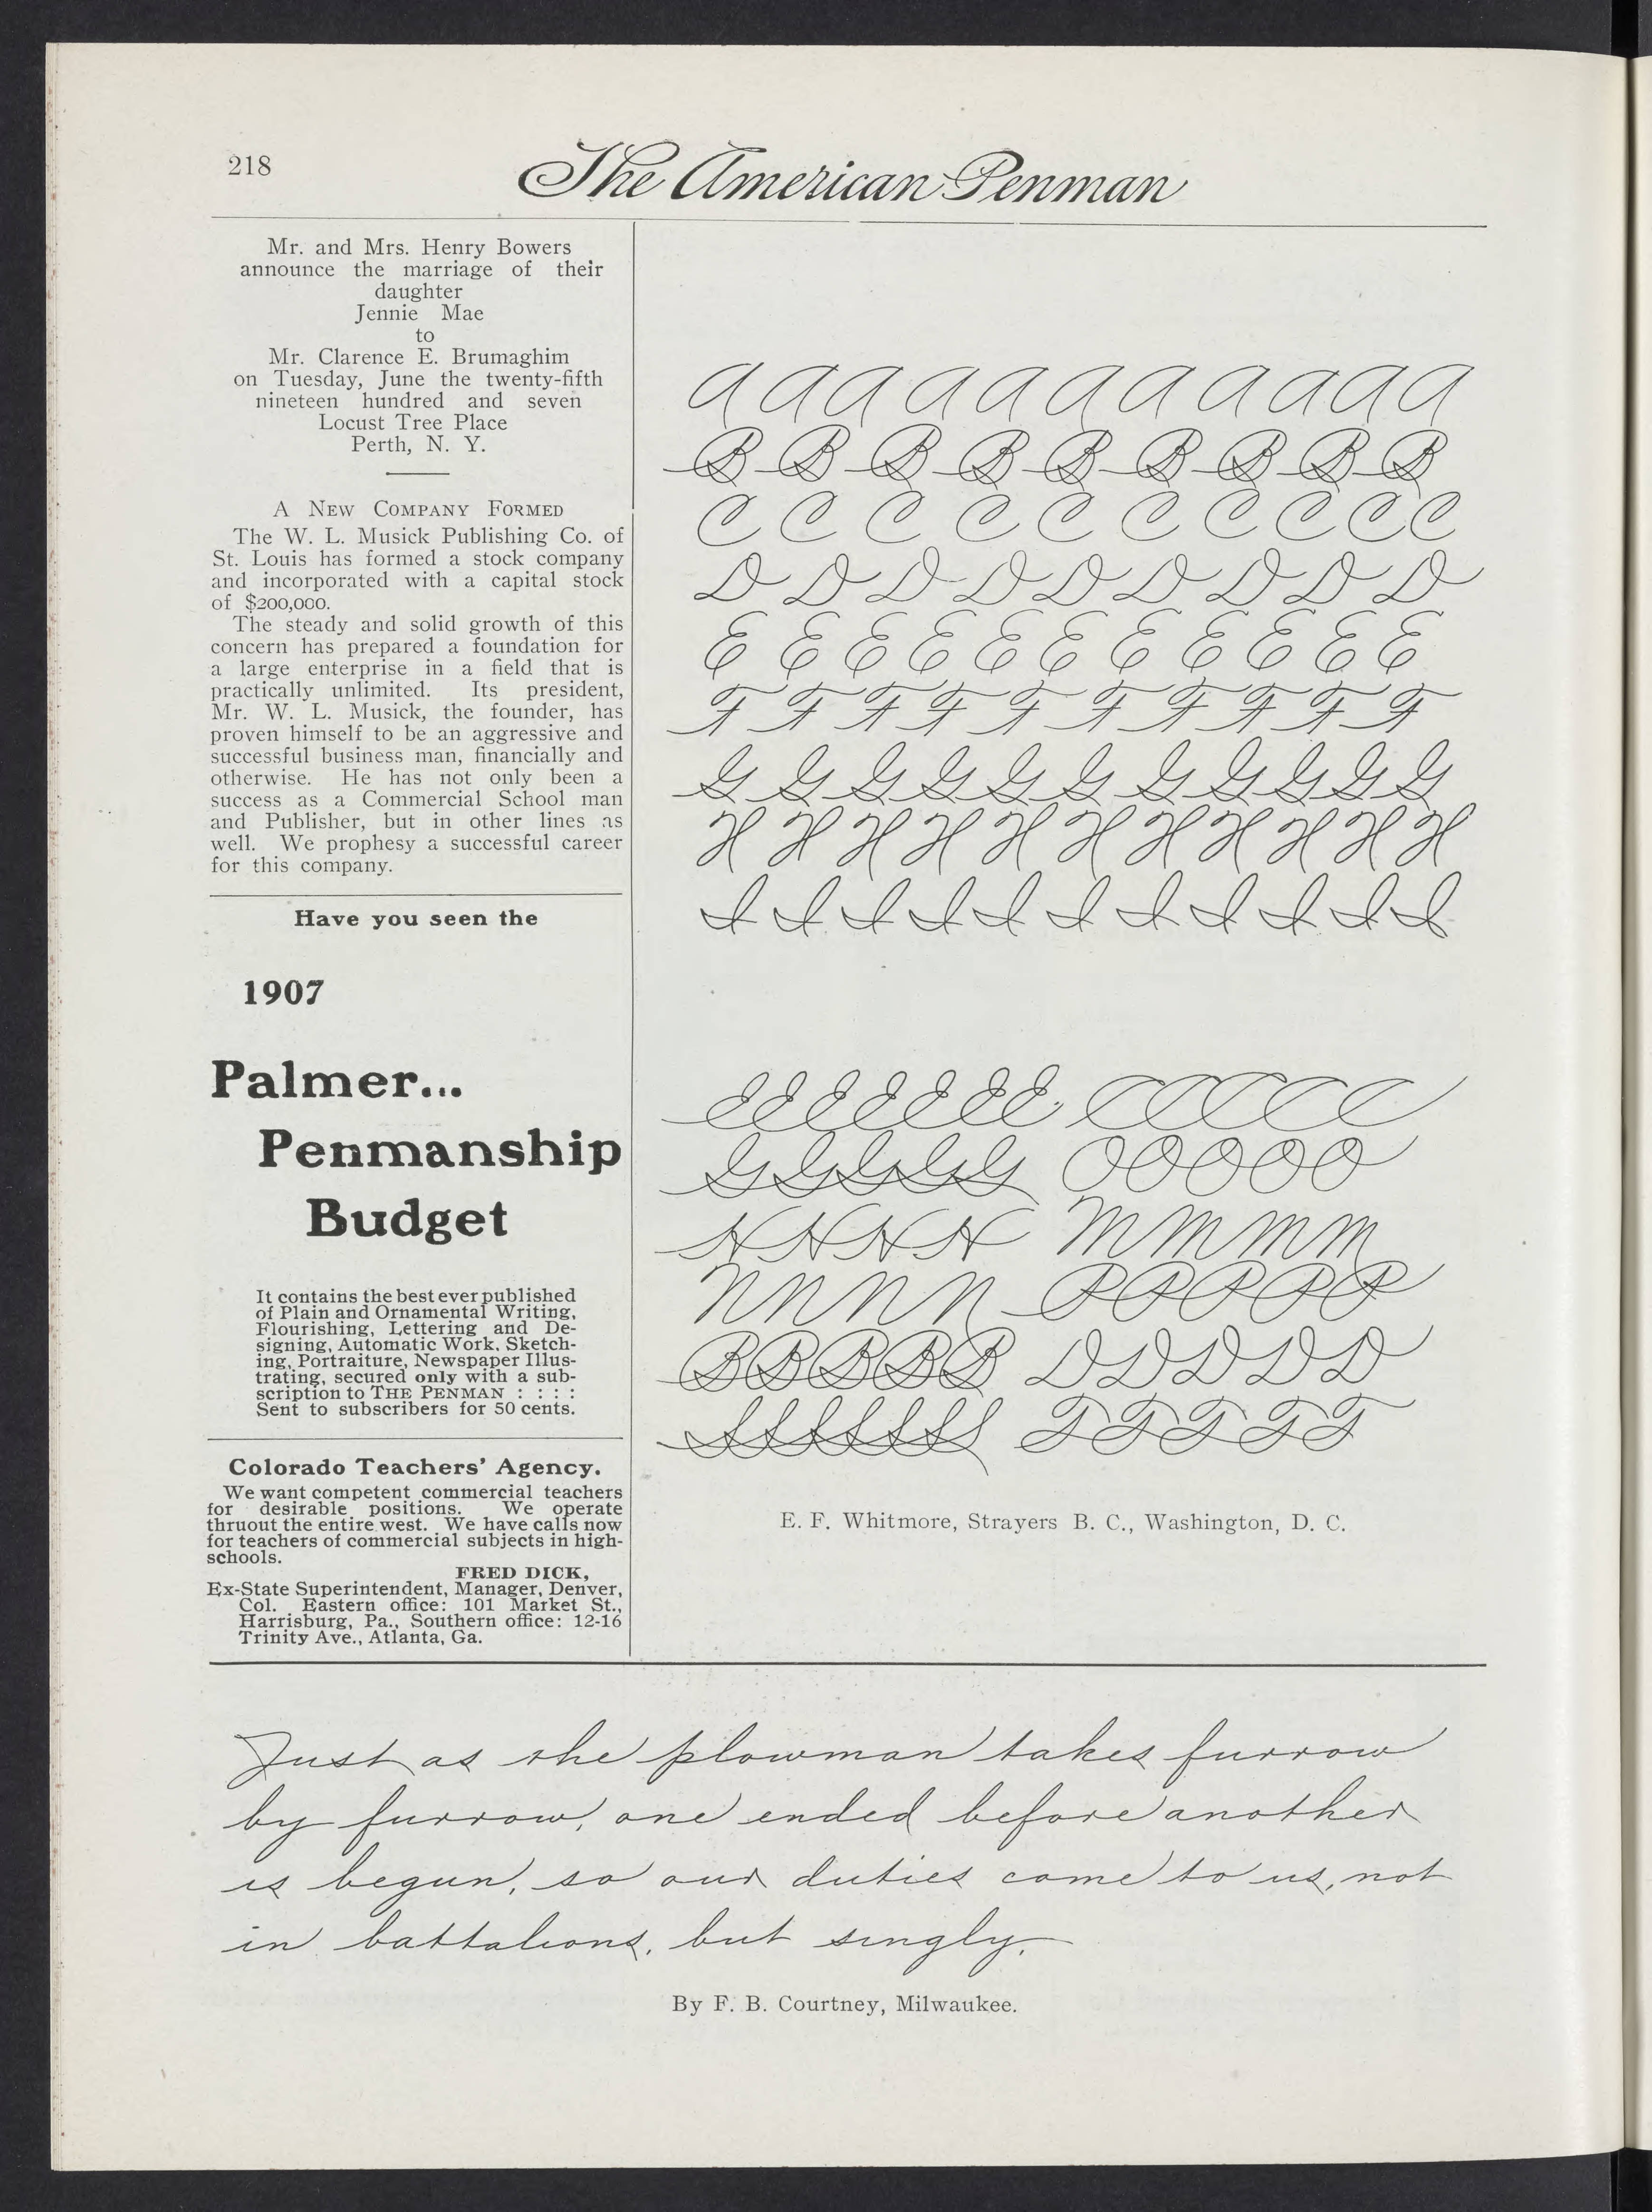 218
The American Penman
Mr. and Mrs. Henry Bowers
announce the marriage of their
daughter
Jennie Mae
to
Mr. Clarence E. Brumaghim
on Tuesday, June the twenty-fifth
nineteen hundred and seven
Locust Tree Place
Perth, N. Y.
A New Company Formed
The W. L. Musick Publishing Co. of
St. Louis has formed a stock company
and incorporated with a capital stock
of $200,000.
The steady and solid growth of this
concern has prepared a foundation for
a large enterprise in a field that is
practically unlimited. Its president,
Mr. W. L. Musick, the founder, has
proven himself to be an aggressive and
successful business man, financially and
otherwise. He has not only been a
success as a Commercial School man
and Publisher, but in other lines as
well. We prophesy a successful career
for this company.
Have you seen the
1907
Palmer...
Penmanship
Budget
It contains the best ever published
of Plain and Ornamental Writing,
Flourishing, Lettering and De-
signing, Automatic Work, Sketch-
ing, Portraiture, Newspaper Illus-
trating, secured only with a sub-
scription to THE PENMAN : : : :
Sent to subscribers for 50 cents.
Colorado Teachers' Agency.
We want competent commercial teachers
for desirable positions. We operate
thruout the entire west. We have calls now
for teachers of commercial subjects in high-
schools.
FRED DICK,
Ex-State Superintendent, Manager, Denver,
Col. Eastern office: 101 Market St.,
Harrisburg, Pa., Southern office: 12-16
Trinity Ave., Atlanta, Ga.
A A A A A A A A A A A
B B B B B B B B B
C C C C C C C C C C
D D D D D D D D D
E E E E E E E E E E E
F F F F F F F F F F
G G G G G G G G G G G
H H H H H H H H H H H
I I I I I I I I I I I
E E E E E E E C C C C C
G G G G G O O O O O
H H H H M M M M
N N N N P P P P P
B B B B B D D D D D
S S S S S S S T T T T T
E. F. Whitmore, Strayers B. C., Washington, D. C.
Just as the plowman takes furrow
by furrow, one ended before another
is begun, so our duties come to us, not
in battalions, but singly.
By F. B. Courtney, Milwaukee.